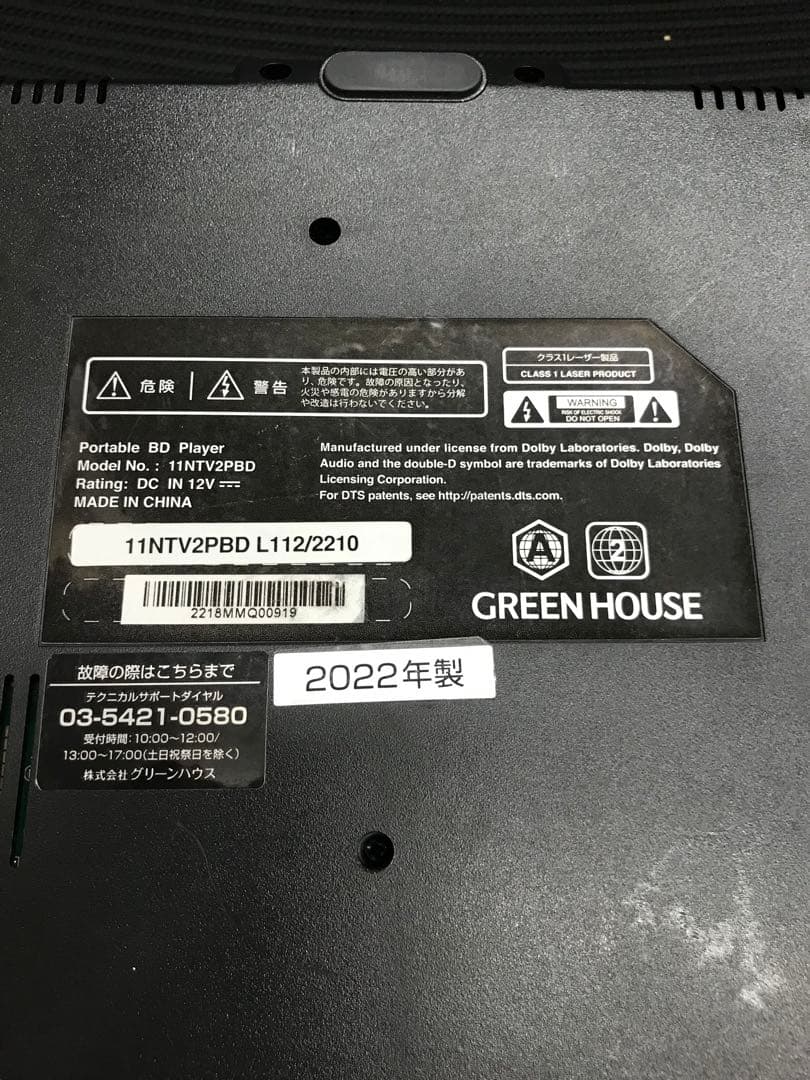 危険
警告
本製品の内部には電圧の高い部分があ
り、危険です。故障の原因となったり、
火災や感電の危険がありますから分解
や改造は行わないでください。
クラス1レーザー製品
CLASS 1 LASER PRODUCT
WARNING
RISK OF ELECTRIC SHOCK
DO NOT OPEN
Portable BD Player
Model No. : 11NTV2PBD
Rating: DC IN 12V
MADE IN CHINA
Manufactured under license from Dolby Laboratories. Dolby, Dolby
Audio and the double-D symbol are trademarks of Dolby Laboratories
Licensing Corporation.
For DTS patents, see http://patents.dts.com.
11NTV2PBD L112/2210
2218MMQ00919
A
2
GREEN HOUSE
故障の際はこちらまで
テクニカルサポートダイヤル
03-5421-0580
受付時間:10:00~12:00/
13:00~17:00(土日祝祭日を除く)
株式会社グリーンハウス
2022年製